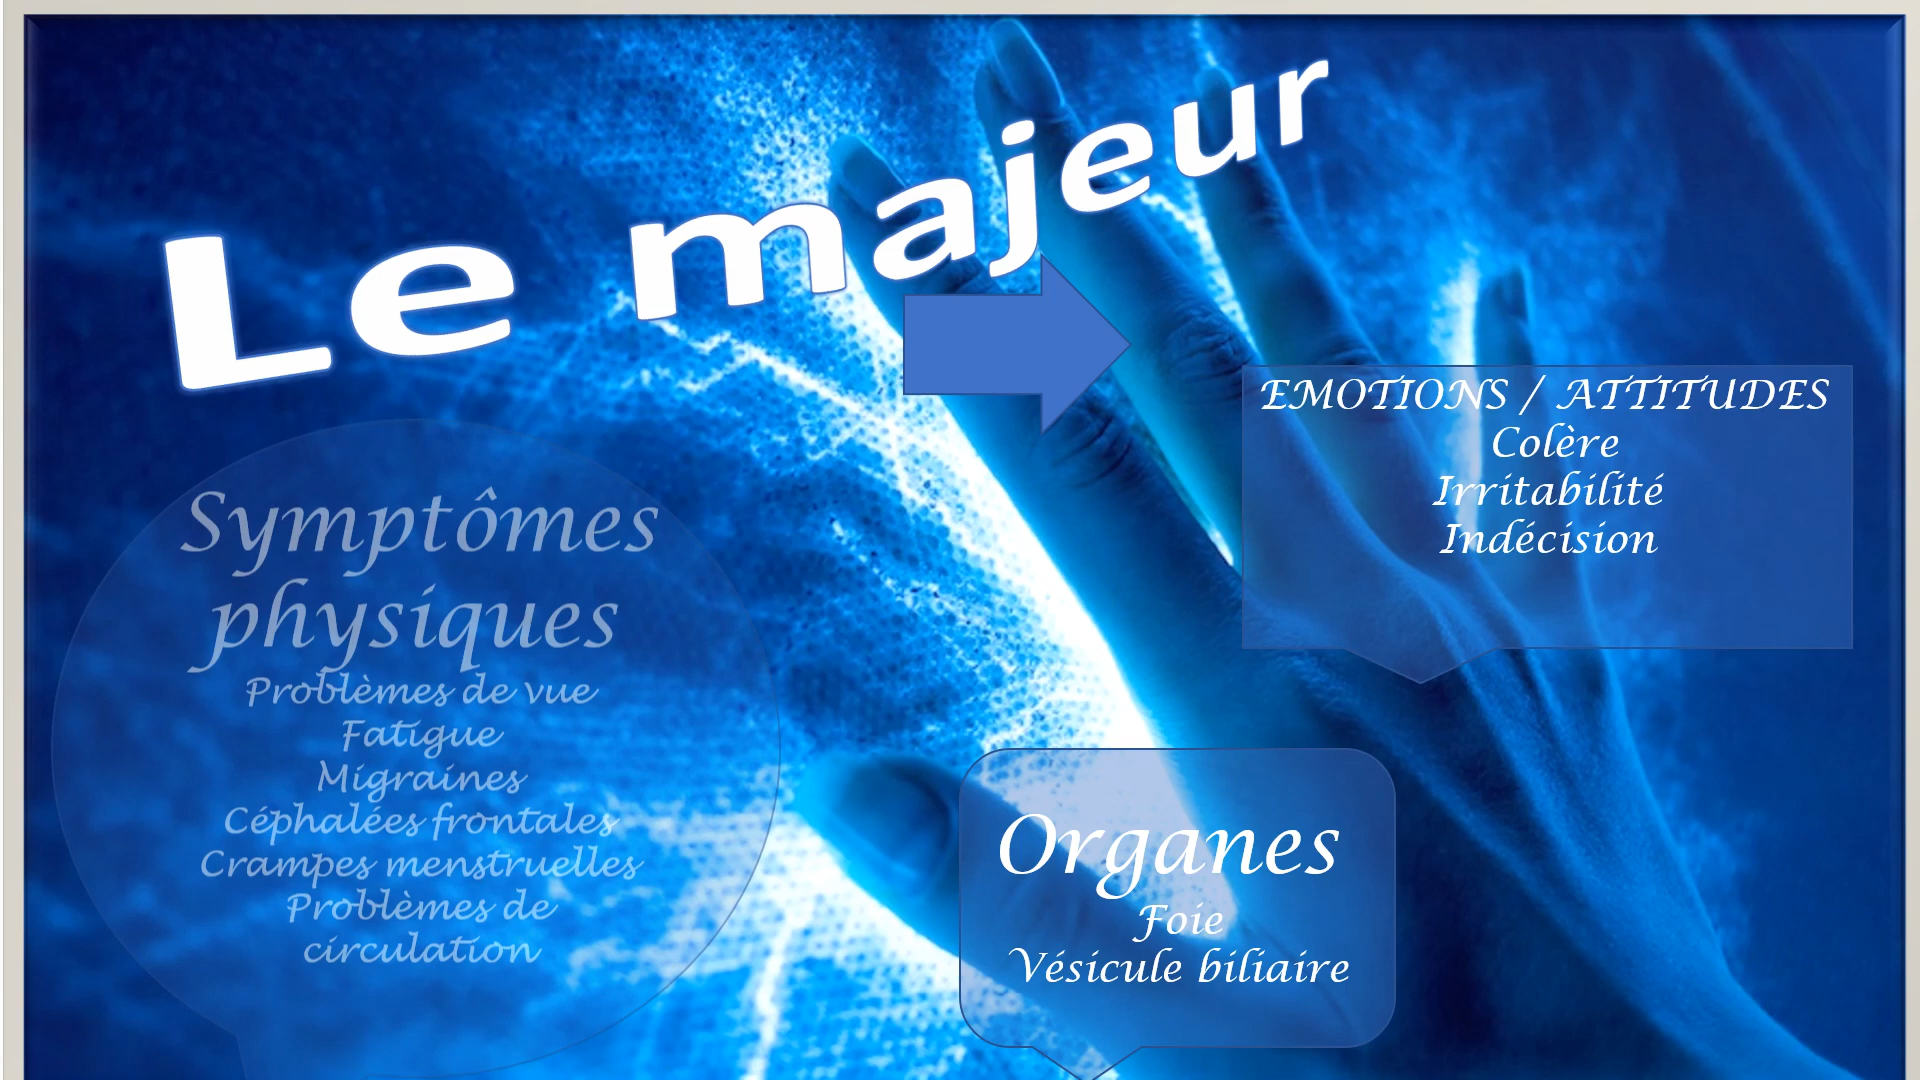 Le majeur
EMOTIONS / ATTITUDES
Colère
Irritabilité
Indécision
Symptômes
physiques
Problèmes de vue
Fatigue
Migraines
Céphalées frontales
Crampes menstruelles
Problèmes de
circulation
Organes
Foie
Vésicule biliaire